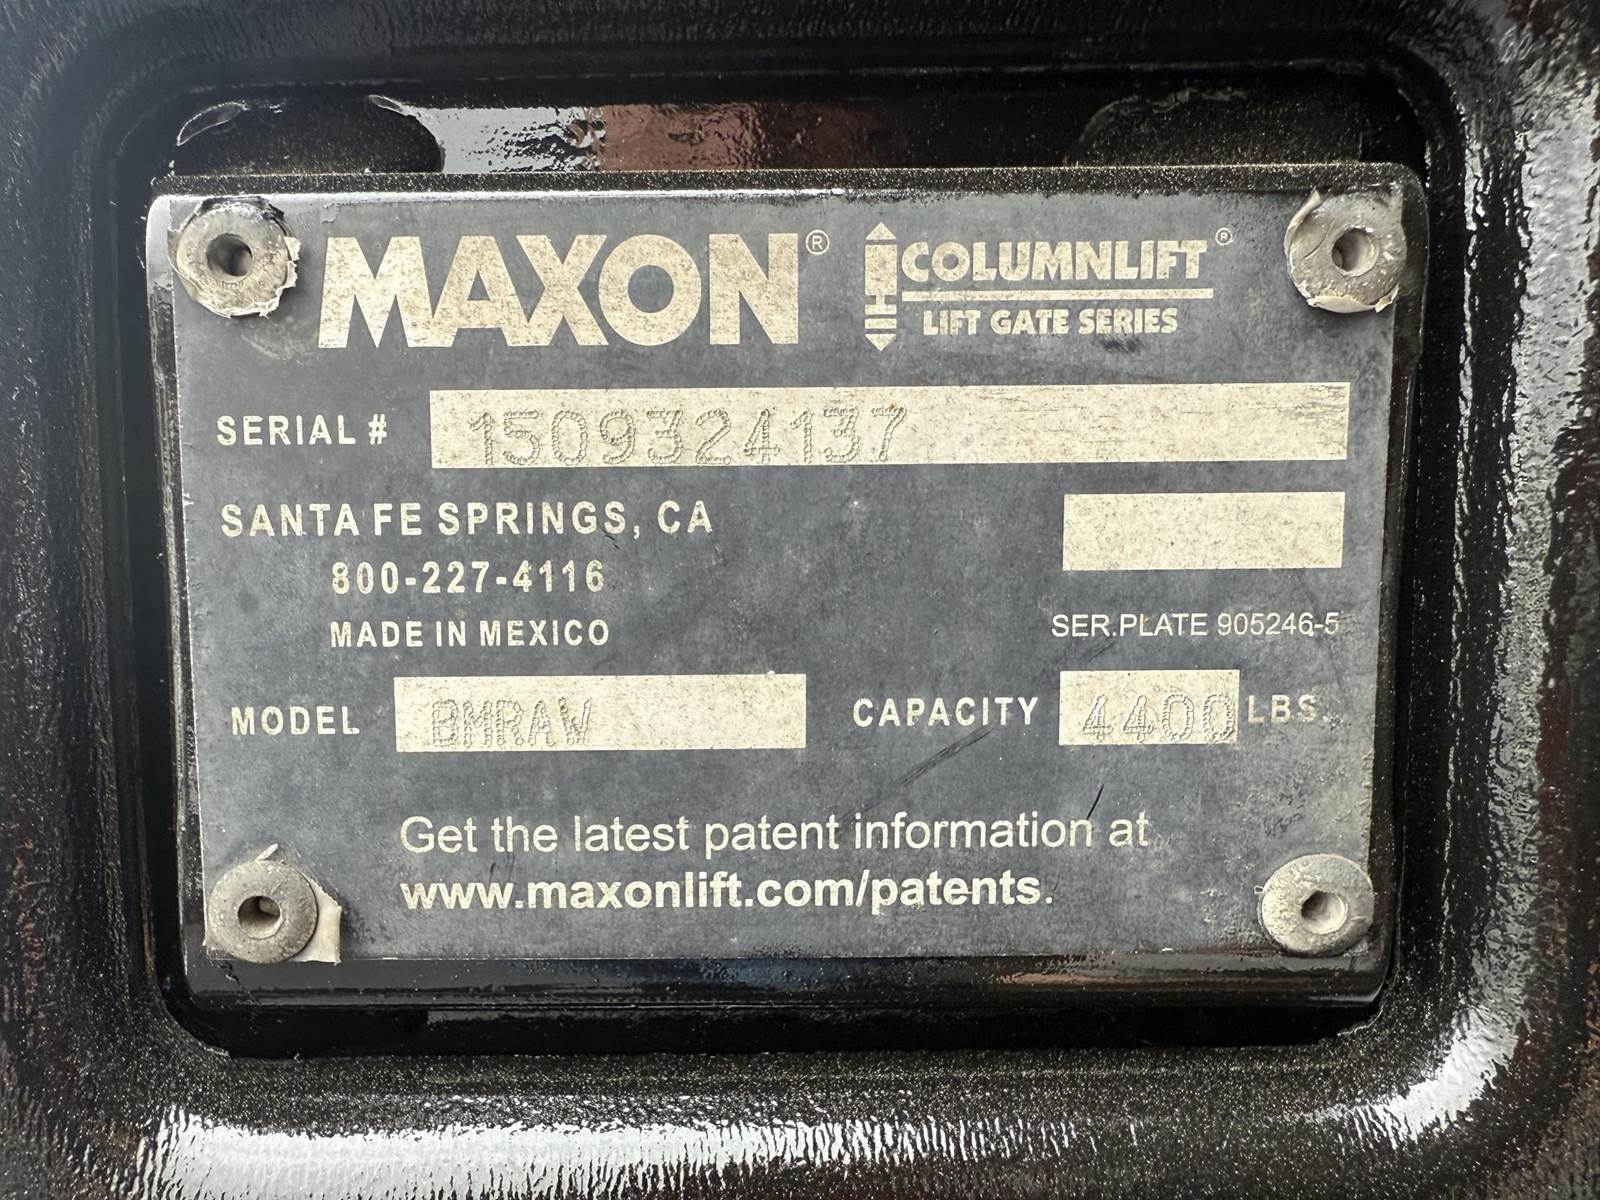 MAXON® COLUMNLIFT®
LIFT GATE SERIES
SERIAL # 1509324137
SANTA FE SPRINGS, CA
800-227-4116
MADE IN MEXICO
SER.PLATE 905246-5
MODEL BMRAW CAPACITY 4400 LBS.
Get the latest patent information at
www.maxonlift.com/patents.